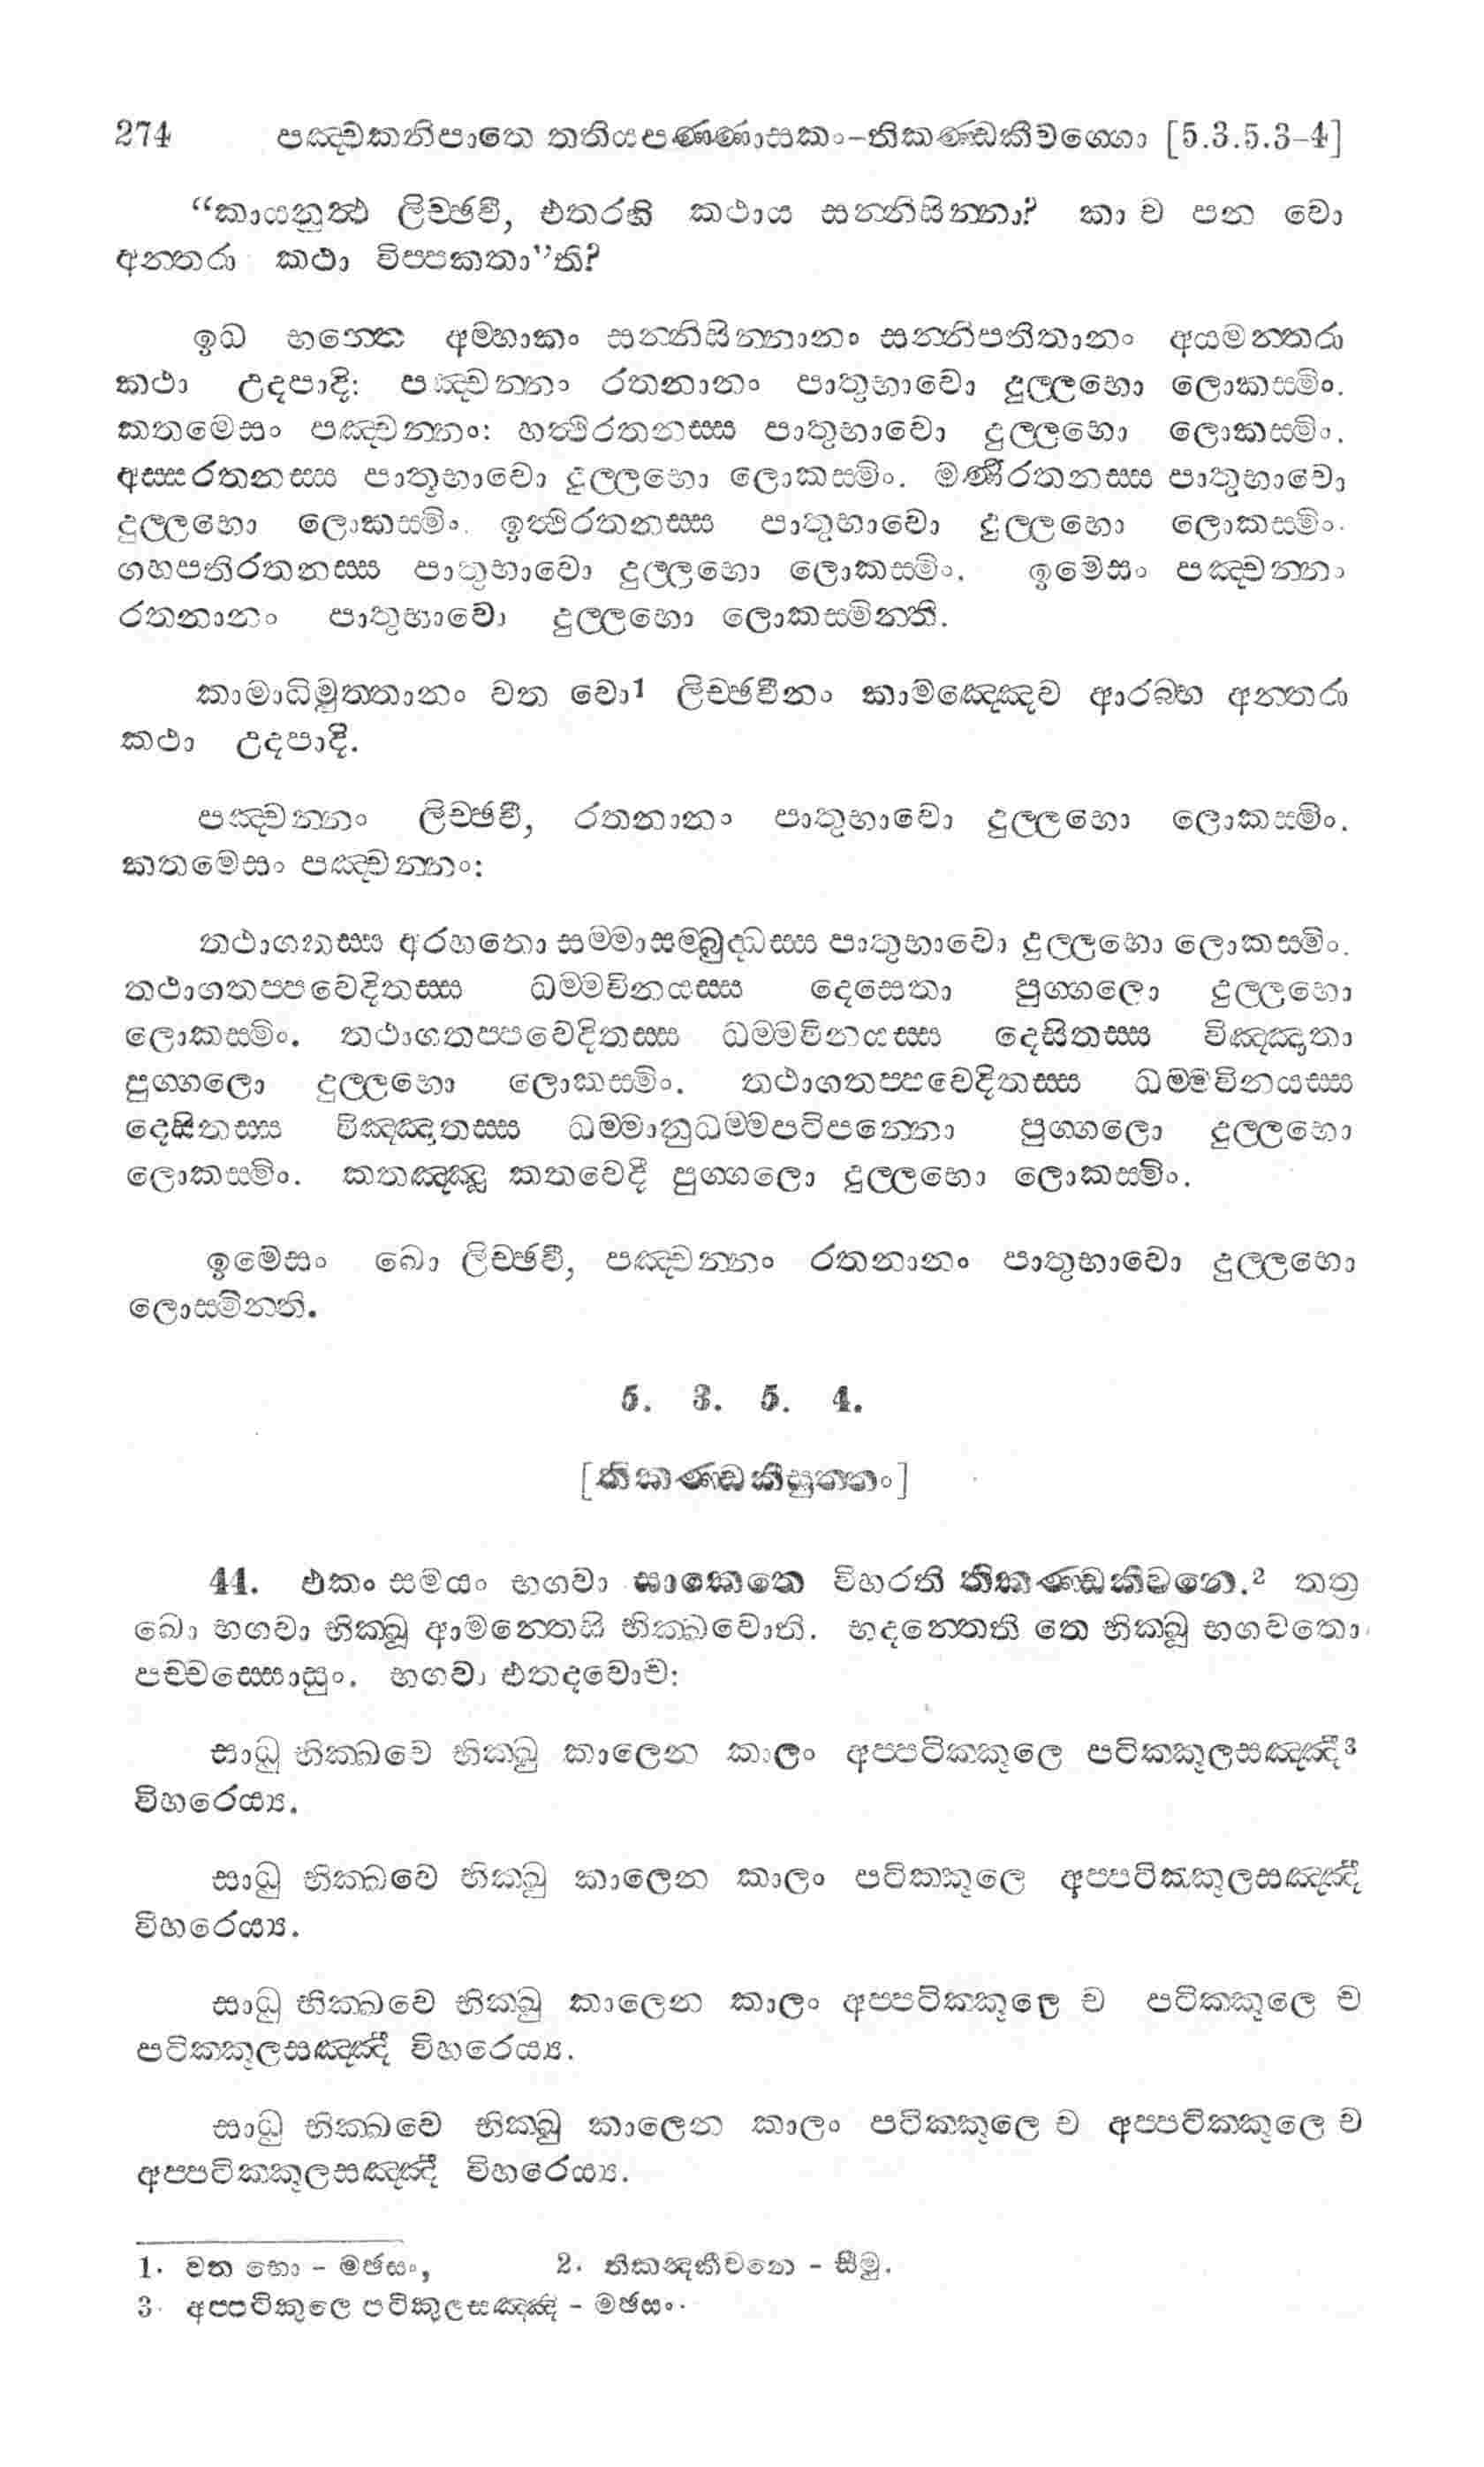 274 පඤ්චකනිපාතෙ තතියපණ්ණාසකං-තිකණ්ඩකීවග්ගො [5.3.5.3-4]
“කායනුත්ථ ලිච්ඡවී, එතරහි කථාය සන්නිසින්නා? කා ච පන වො
අන්තරා කථා විප්පකතා”ති?
ඉධ භන්තෙ අම්හාකං සන්නිසින්නානං සන්නිපතිතානං අයමන්තරා
කථා උදපාදි: පඤ්චන්නං රතනානං පාතුභාවො දුල්ලභො ලොකස්මිං.
කතමෙසං පඤ්චන්නං: හත්ථිරතනස්ස පාතුභාවො දුල්ලභො ලොකස්මිං.
අස්සරතනස්ස පාතුභාවො දුල්ලභො ලොකස්මිං. මණිරතනස්ස පාතුභාවො
දුල්ලභො ලොකස්මිං. ඉත්ථිරතනස්ස පාතුභාවො දුල්ලභො ලොකස්මිං.
ගහපතිරතනස්ස පාතුභාවො දුල්ලභො ලොකස්මිං. ඉමෙසං පඤ්චන්නං
රතනානං පාතුභාවො දුල්ලභො ලොකස්මින්ති.
කාමාධිමුත්තානං වත වො1 ලිච්ඡවීනං කාමඤ්ඤෙව ආරබ්භ අන්තරා
කථා උදපාදි.
පඤ්චන්නං ලිච්ඡවී, රතනානං පාතුභාවො දුල්ලභො ලොකස්මිං.
කතමෙසං පඤ්චන්නං:
තථාගතස්ස අරහතො සම්මාසම්බුද්ධස්ස පාතුභාවො දුල්ලභො ලොකස්මිං.
තථාගතප්පවෙදිතස්ස ධම්මවිනයස්ස දෙසෙතා පුග්ගලො දුල්ලභො
ලොකස්මිං. තථාගතප්පවෙදිතස්ස ධම්මවිනයස්ස දෙසිතස්ස විඤ්ඤාතා
පුග්ගලො දුල්ලභො ලොකස්මිං. තථාගතප්පවෙදිතස්ස ධම්මවිනයස්ස
දෙසිතස්ස විඤ්ඤාතස්ස ධම්මානුධම්මපටිපන්නො පුග්ගලො දුල්ලභො
ලොකස්මිං. කතඤ්ඤූ කතවෙදී පුග්ගලො දුල්ලභො ලොකස්මිං.
ඉමෙසං ඛො ලිච්ඡවී, පඤ්චන්නං රතනානං පාතුභාවො දුල්ලභො
ලොසමින්ති.
5. 3. 5. 4.
[තිකණ්ඩකීසුත්තං]
44. එකං සමයං භගවා සාකෙතෙ විහරති තිකණ්ඩකීවනෙ.2 තත්‍ර
ඛො භගවා භික්ඛූ ආමන්තෙසි භික්ඛවොති. භදන්තෙති තෙ භික්ඛූ භගවතො
පච්චස්සොසුං. භගවා එතදවොච:
සාධු භික්ඛවෙ භික්ඛු කාලෙන කාලං අප්පටික්කූලෙ පටික්කූලසඤ්ඤී3
විහරෙය්‍ය.
සාධු භික්ඛවෙ භික්ඛු කාලෙන කාලං පටික්කූලෙ අප්පටික්කූලසඤ්ඤී
විහරෙය්‍ය.
සාධු භික්ඛවෙ භික්ඛු කාලෙන කාලං අප්පටික්කූලෙ ච පටික්කූලෙ ච
පටික්කූලසඤ්ඤී විහරෙය්‍ය.
සාධු භික්ඛවෙ භික්ඛු කාලෙන කාලං පටික්කූලෙ ච අප්පටික්කූලෙ ච
අප්පටික්කූලසඤ්ඤී විහරෙය්‍ය.
1. වත භො - මඡසං, 2. තිකඤකීවනෙ - සීමු.
3. අප්පටිකුලෙ පටිකුලසඤ්ඤි - මඡසං.